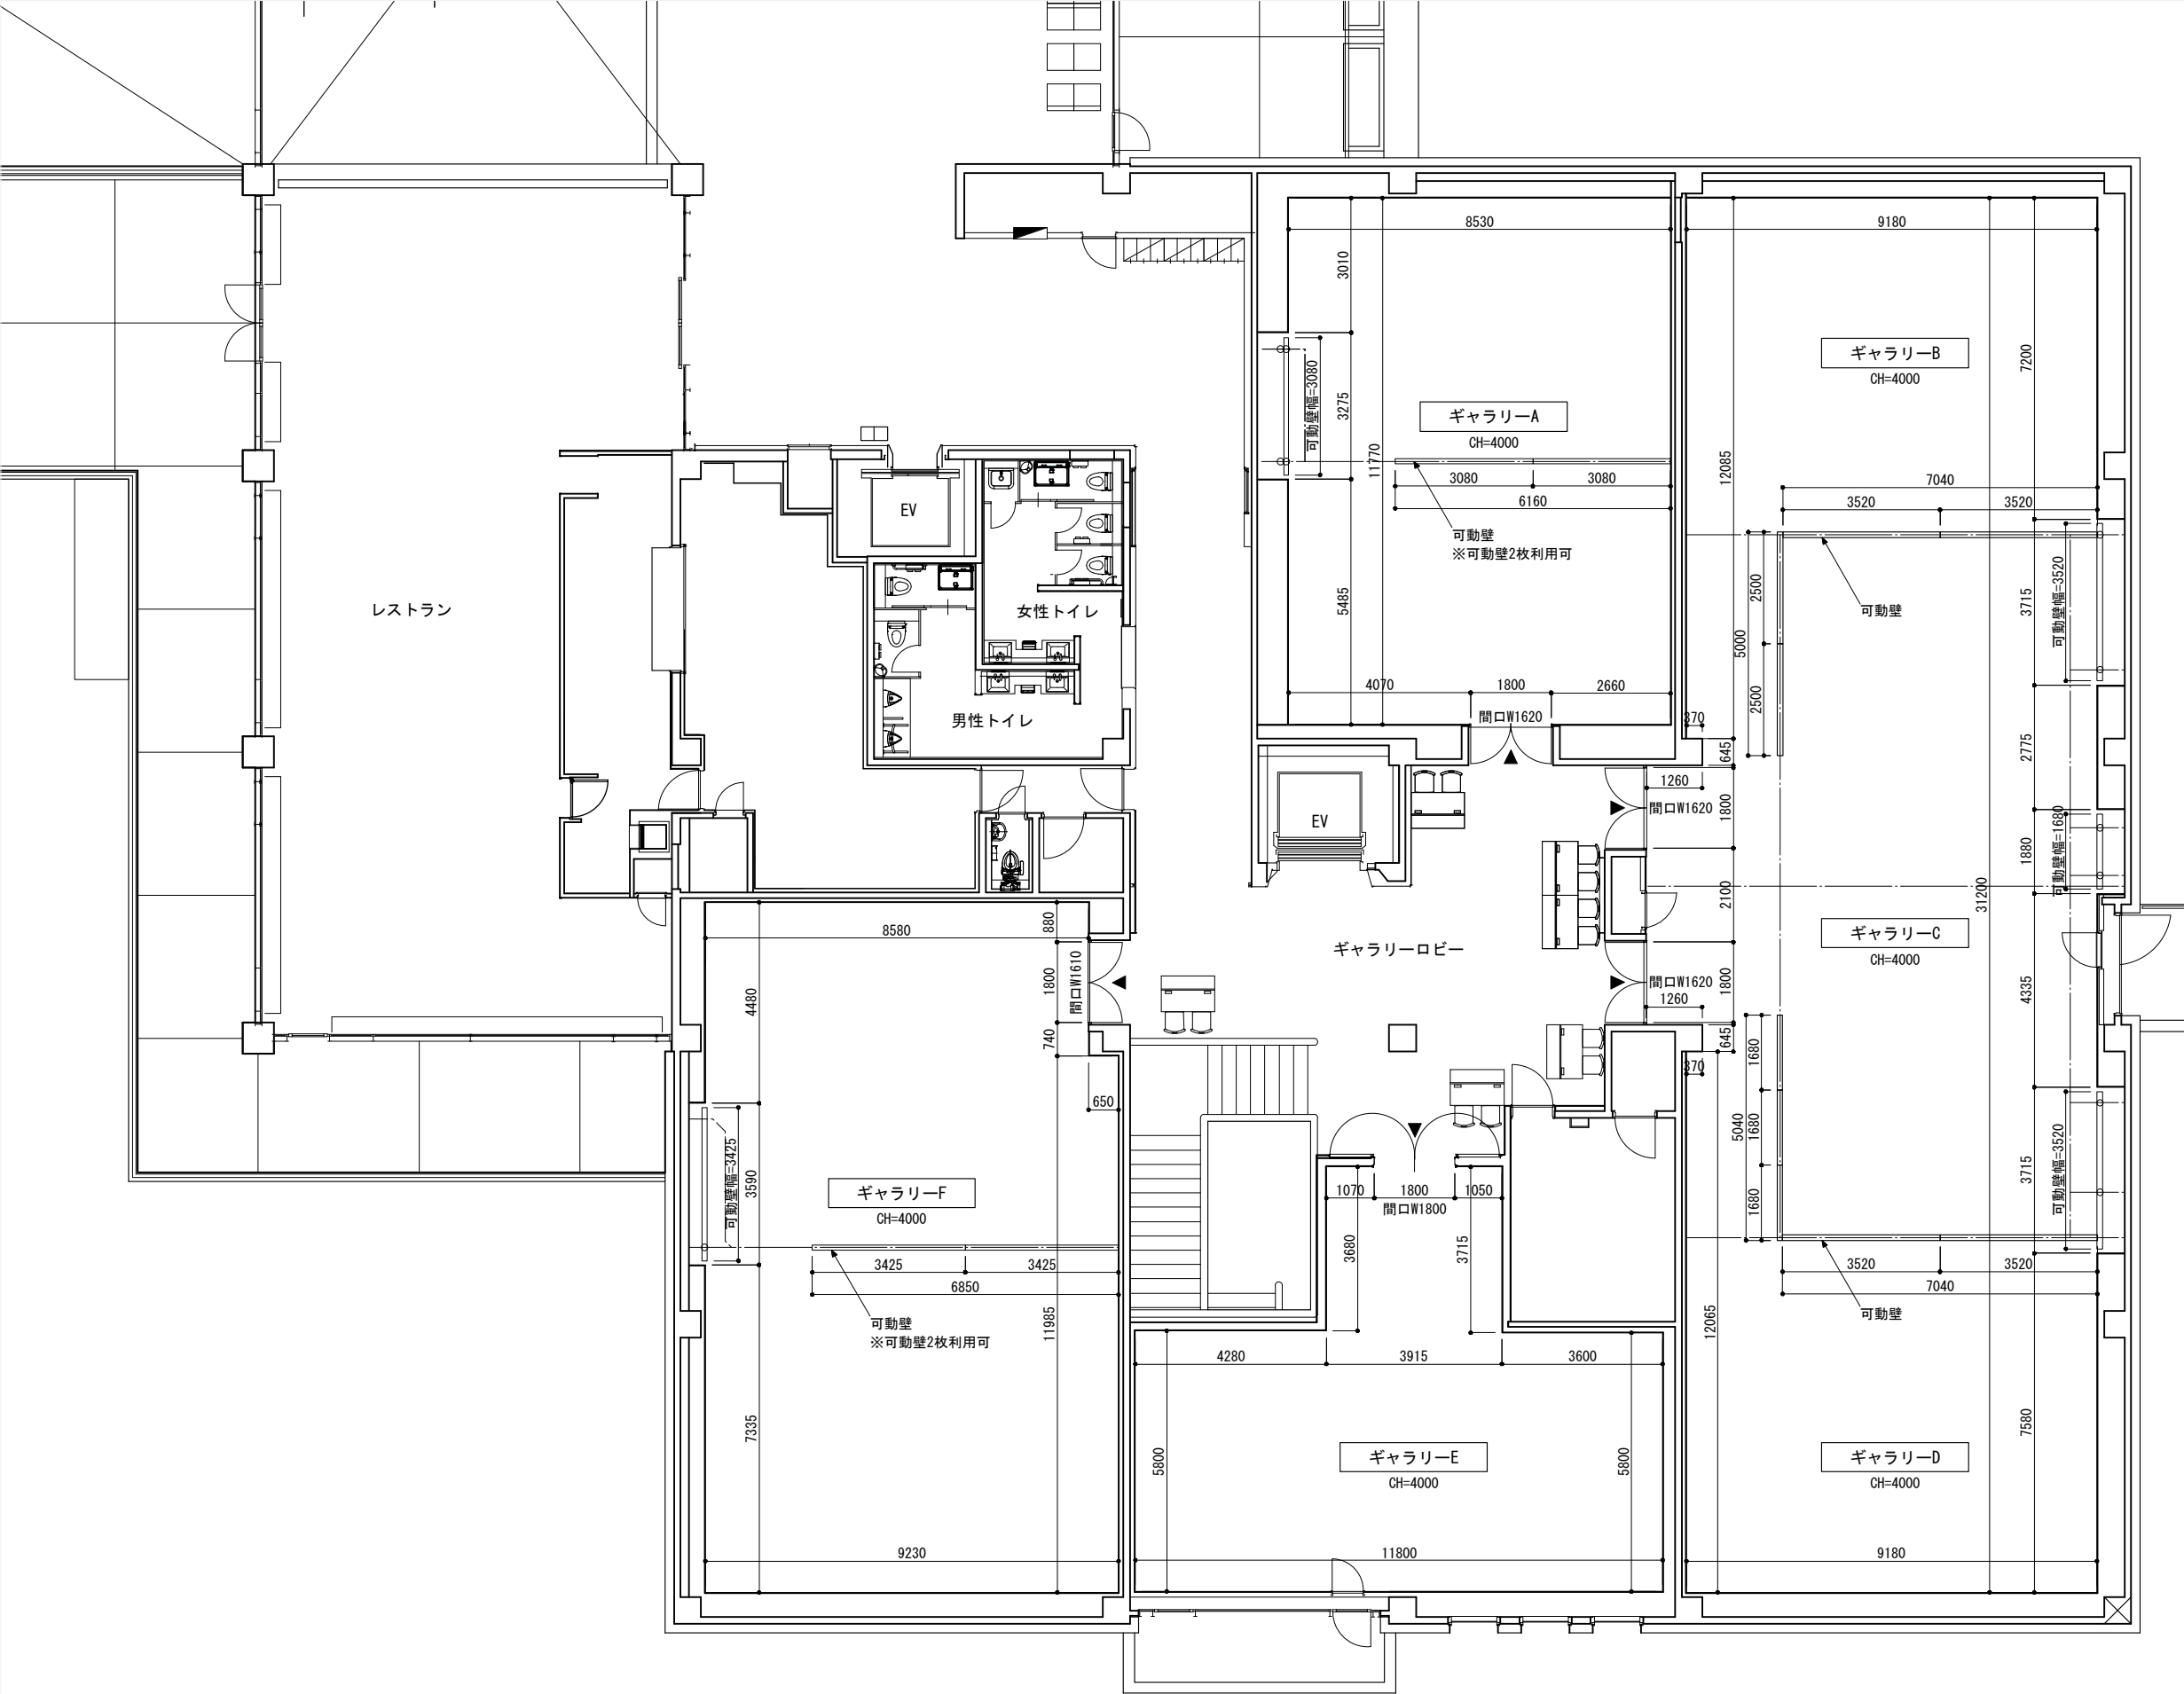 8530
9180
3010
ギャラリーB
CH=4000
7200
可動壁幅=3080
3275
ギャラリーA
CH=4000
11770
12085
3080
3080
6160
7040
3520
3520
EV
可動壁
※可動壁2枚利用可
2500
可動壁幅=3520
3715
5485
レストラン
女性トイレ
可動壁
5000
2500
4070
1800
2660
間口W1620
370
男性トイレ
645
2775
1260
1800
間口W1620
EV
可動壁幅=1680
1880
2100
31200
880
8580
ギャラリーロビー
ギャラリーC
CH=4000
4480
1800
間口W1610
間口W1620
1800
4335
1260
740
645
1680
370
650
5040
1680
可動壁幅=3425
3590
ギャラリーF
CH=4000
1070
1800
1050
間口W1800
1680
可動壁幅=3520
3715
3680
3715
3425
3425
6850
3520
3520
7040
可動壁
※可動壁2枚利用可
11985
可動壁
12065
4280
3915
3600
7335
5800
ギャラリーE
CH=4000
5800
ギャラリーD
CH=4000
7580
9230
11800
9180